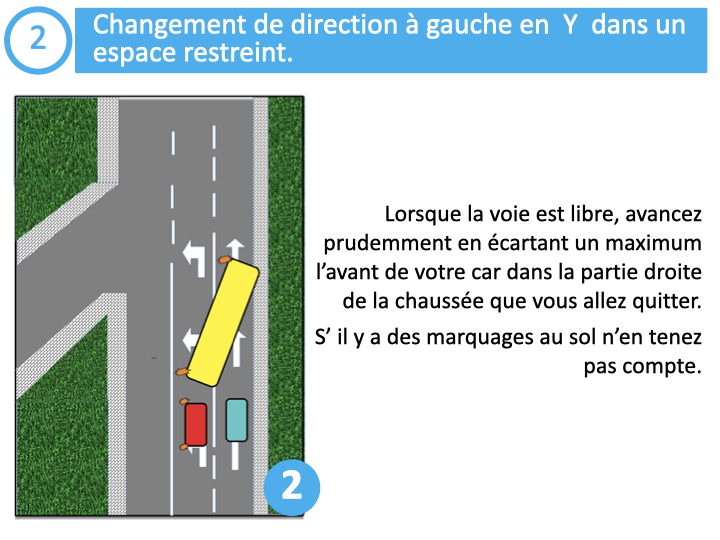 2
Changement de direction à gauche en  Y  dans un
espace restreint.
Lorsque la voie est libre, avancez
prudemment en écartant un maximum
l’avant de votre car dans la partie droite
de la chaussée que vous allez quitter.
S’ il y a des marquages au sol n’en tenez
pas compte.
2